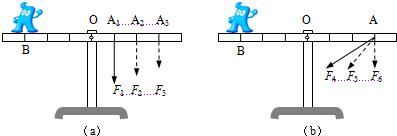 O A₁......A₂......A₃
B
F₁......F₂......F₃
(a)
O A
B
F₄......F₅......F₆
(b)